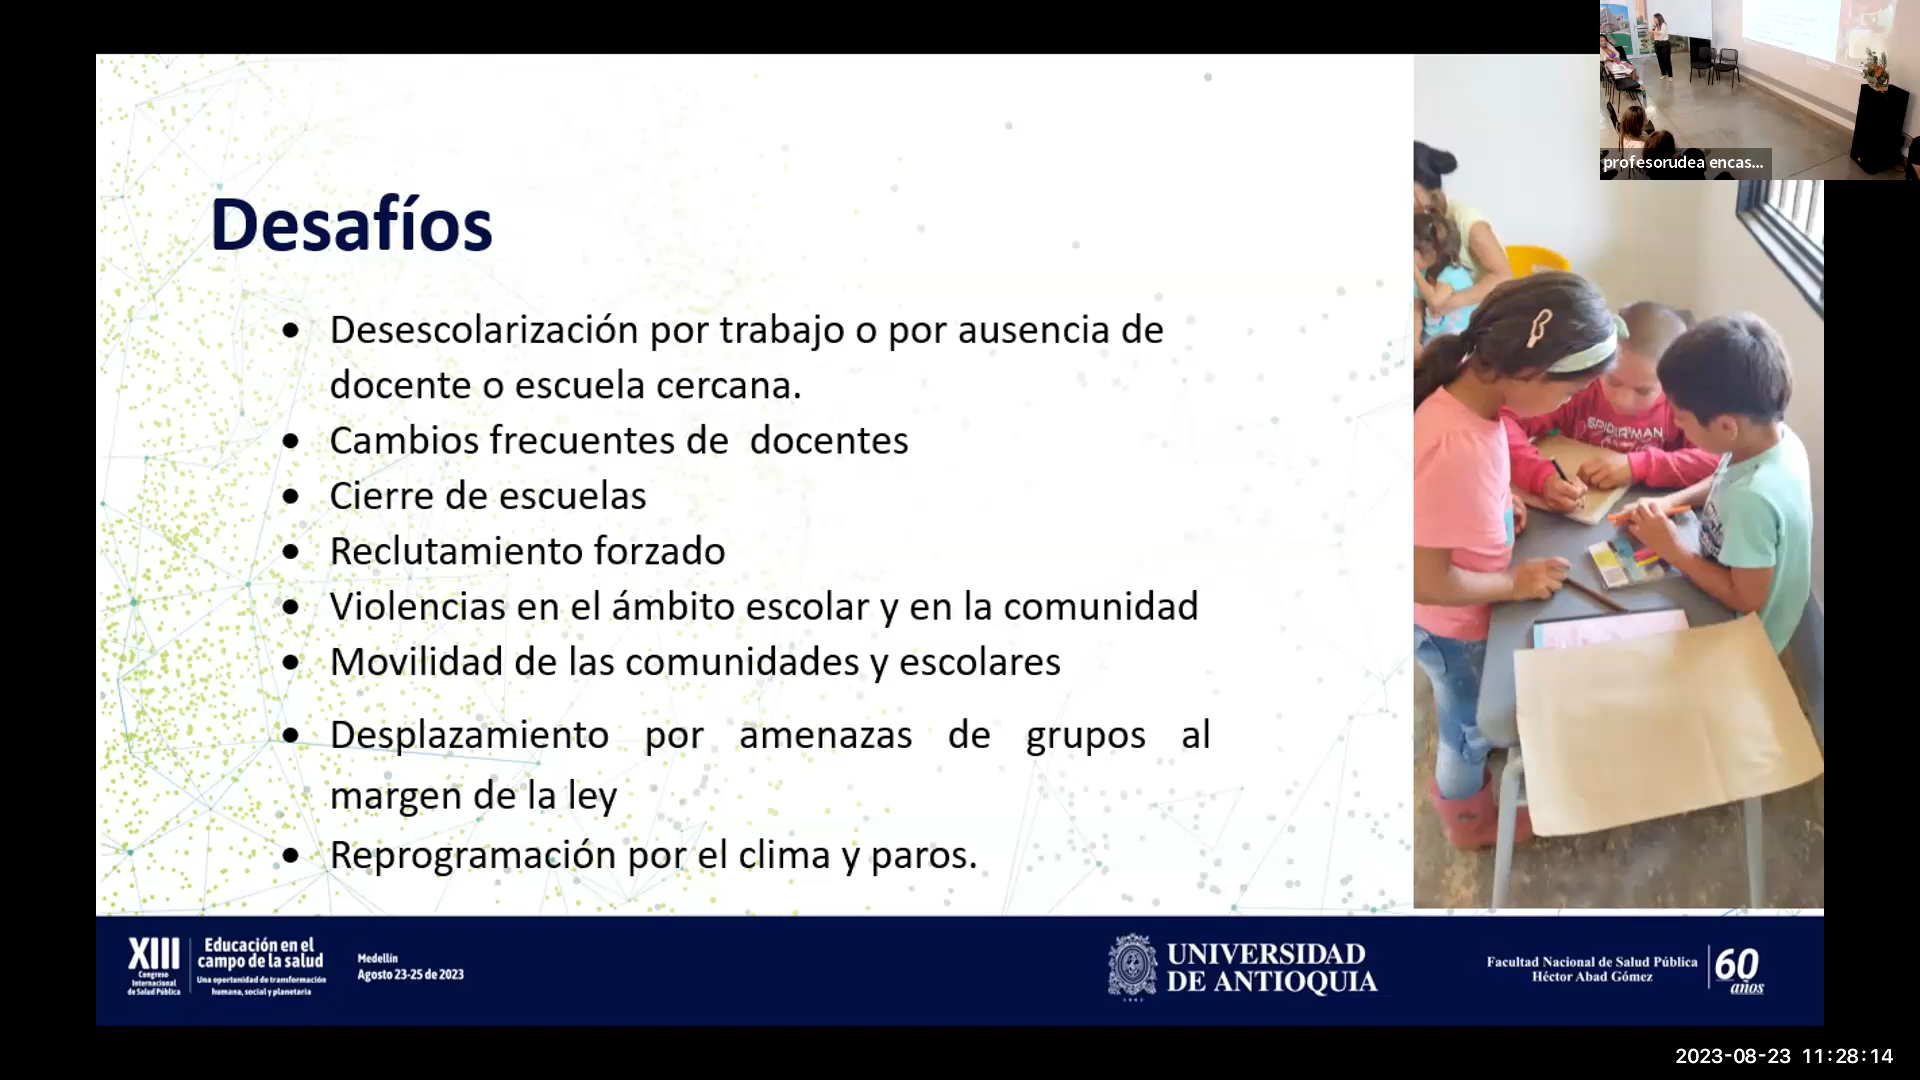 profesorudea encas...
Desafíos
• Desescolarización por trabajo o por ausencia de
docente o escuela cercana.
• Cambios frecuentes de  docentes
• Cierre de escuelas
• Reclutamiento forzado
• Violencias en el ámbito escolar y en la comunidad
• Movilidad de las comunidades y escolares
• Desplazamiento por amenazas de grupos al
margen de la ley
• Reprogramación por el clima y paros.
SPIDERMAN
XIII
Congreso
Internacional
de Salud Pública
Educación en el
campo de la salud
Una oportunidad de transformación
humana, social y planetaria
Medellín
Agosto 23-25 de 2023
UNIVERSIDAD
DE ANTIOQUIA
1803
Facultad Nacional de Salud Pública
Héctor Abad Gómez
60
años
2023-08-23 11:28:14